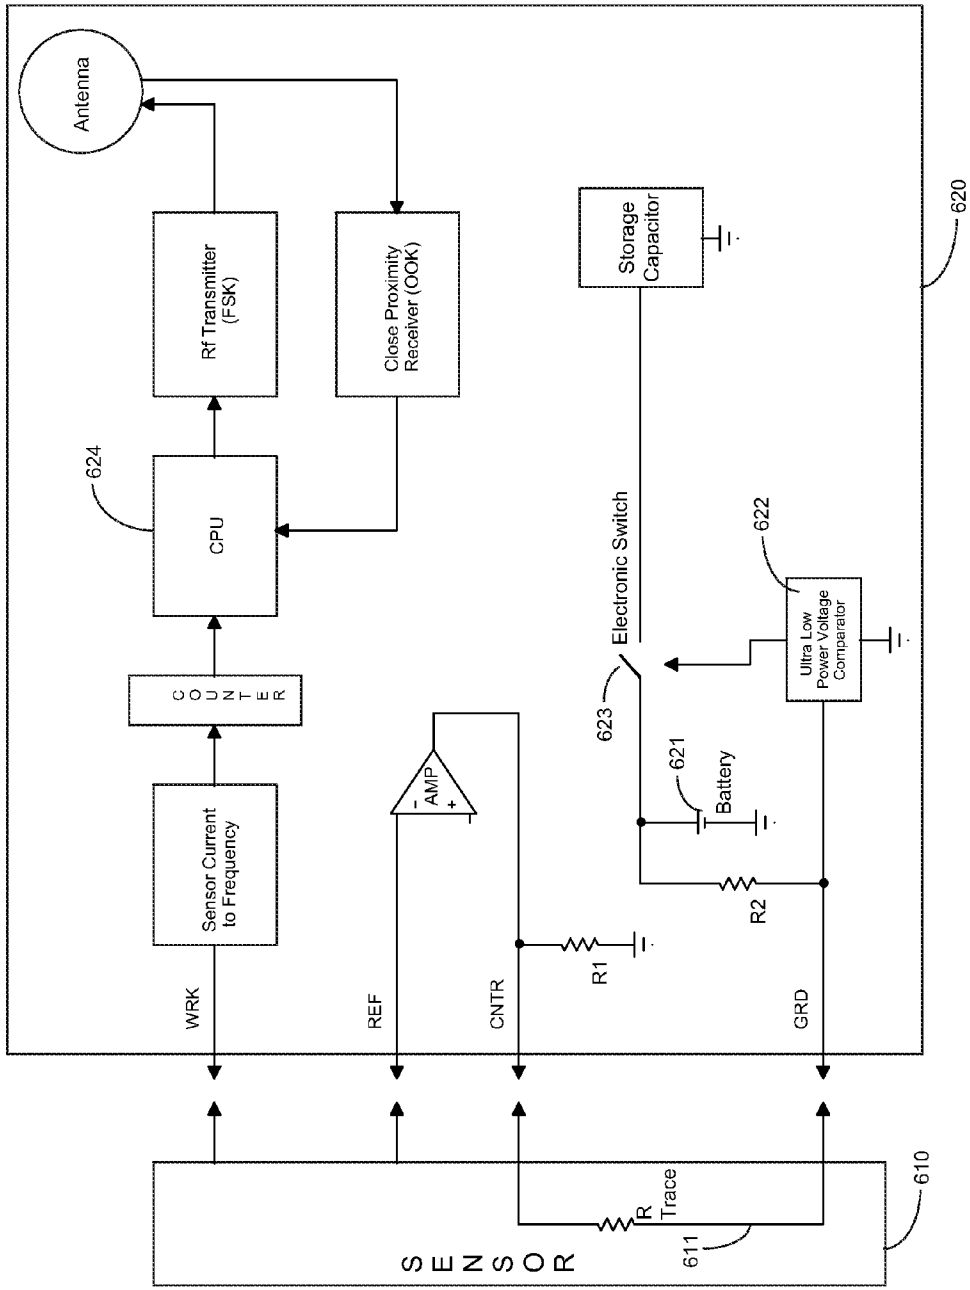 SENSOR
R
Trace
611
610
WRK
REF
CNTR
GRD
Sensor Current
to Frequency
COUNTER
CPU
624
Rf Transmitter
(FSK)
Antenna
Close Proximity
Receiver (OOK)
−
AMP
+
R1
R2
621
Battery
623
Electronic Switch
Storage
Capacitor
Ultra Low
Power Voltage
Comparator
622
620